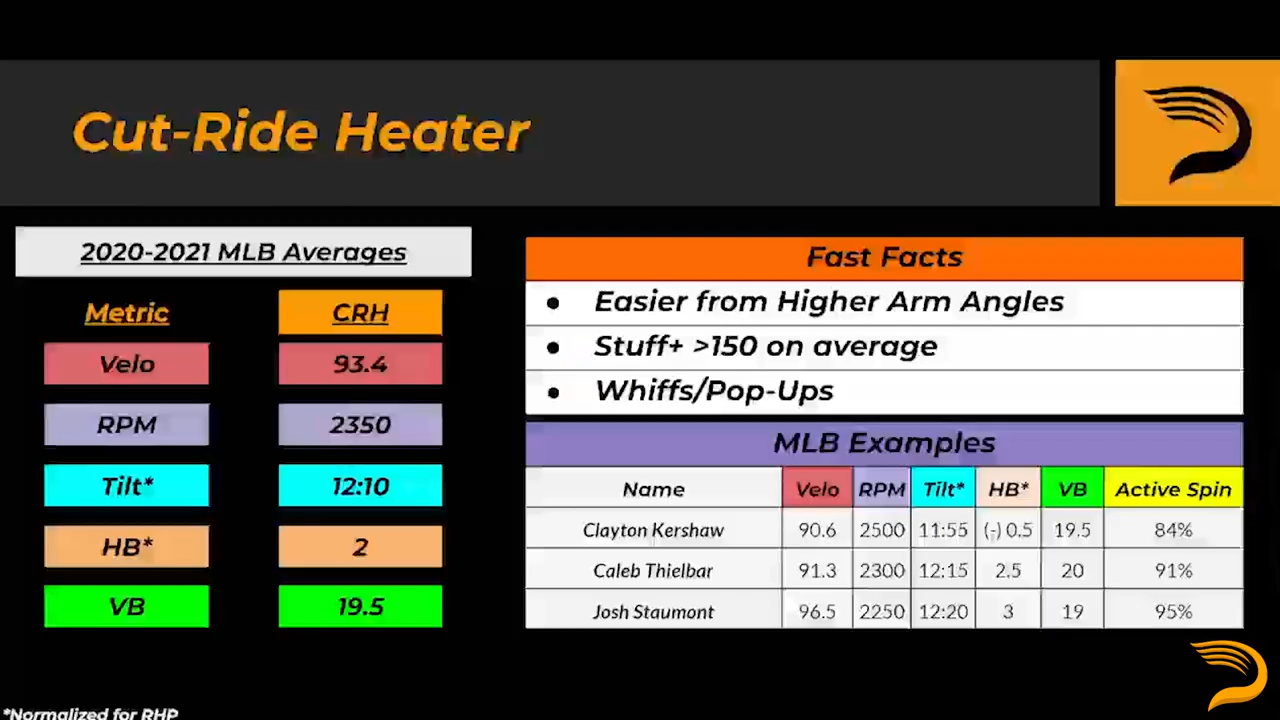 Cut-Ride Heater
2020-2021 MLB Averages
Metric CRH
Velo 93.4
RPM 2350
Tilt* 12:10
HB* 2
VB 19.5
Fast Facts
• Easier from Higher Arm Angles
• Stuff+ >150 on average
• Whiffs/Pop-Ups
MLB Examples
Name Velo RPM Tilt* HB* VB Active Spin
Clayton Kershaw 90.6 2500 11:55 (-) 0.5 19.5 84%
Caleb Thielbar 91.3 2300 12:15 2.5 20 91%
Josh Staumont 96.5 2250 12:20 3 19 95%
*Normalized for RHP